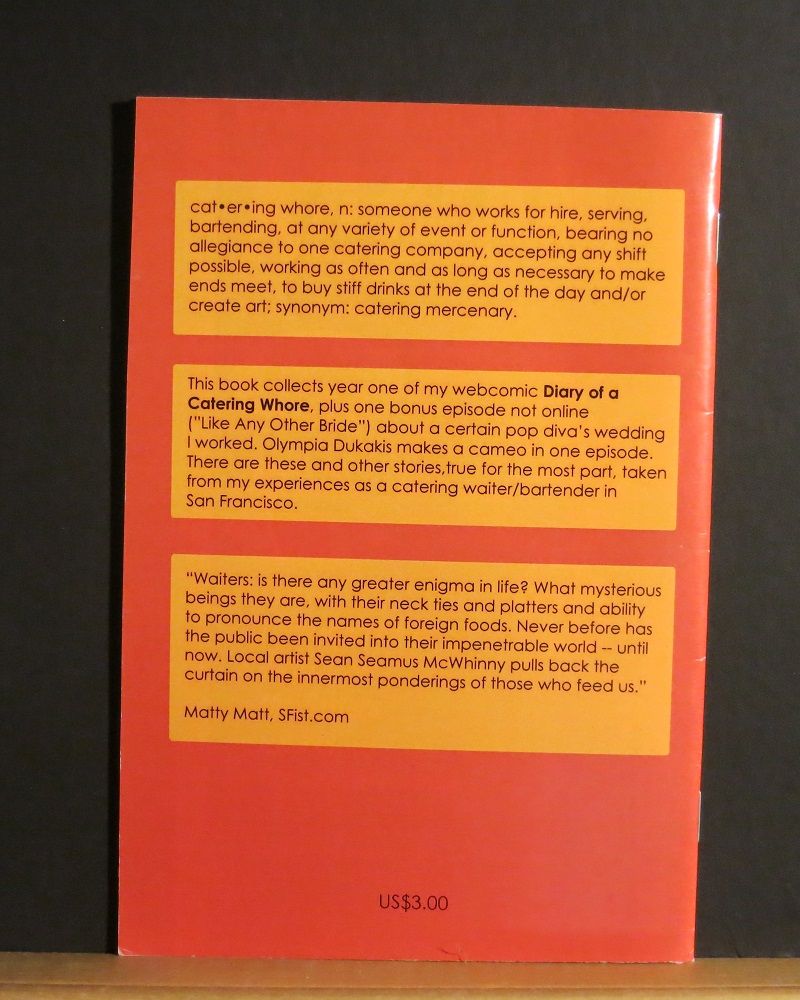 cat•er•ing whore, n: someone who works for hire, serving,
bartending, at any variety of event or function, bearing no
allegiance to one catering company, accepting any shift
possible, working as often and as long as necessary to make
ends meet, to buy stiff drinks at the end of the day and/or
create art; synonym: catering mercenary.
This book collects year one of my webcomic Diary of a
Catering Whore, plus one bonus episode not online
("Like Any Other Bride") about a certain pop diva's wedding
I worked. Olympia Dukakis makes a cameo in one episode.
There are these and other stories,true for the most part, taken
from my experiences as a catering waiter/bartender in
San Francisco.
"Waiters: is there any greater enigma in life? What mysterious
beings they are, with their neck ties and platters and ability
to pronounce the names of foreign foods. Never before has
the public been invited into their impenetrable world -- until
now. Local artist Sean Seamus McWhinny pulls back the
curtain on the innermost ponderings of those who feed us."
Matty Matt, SFist.com
US$3.00